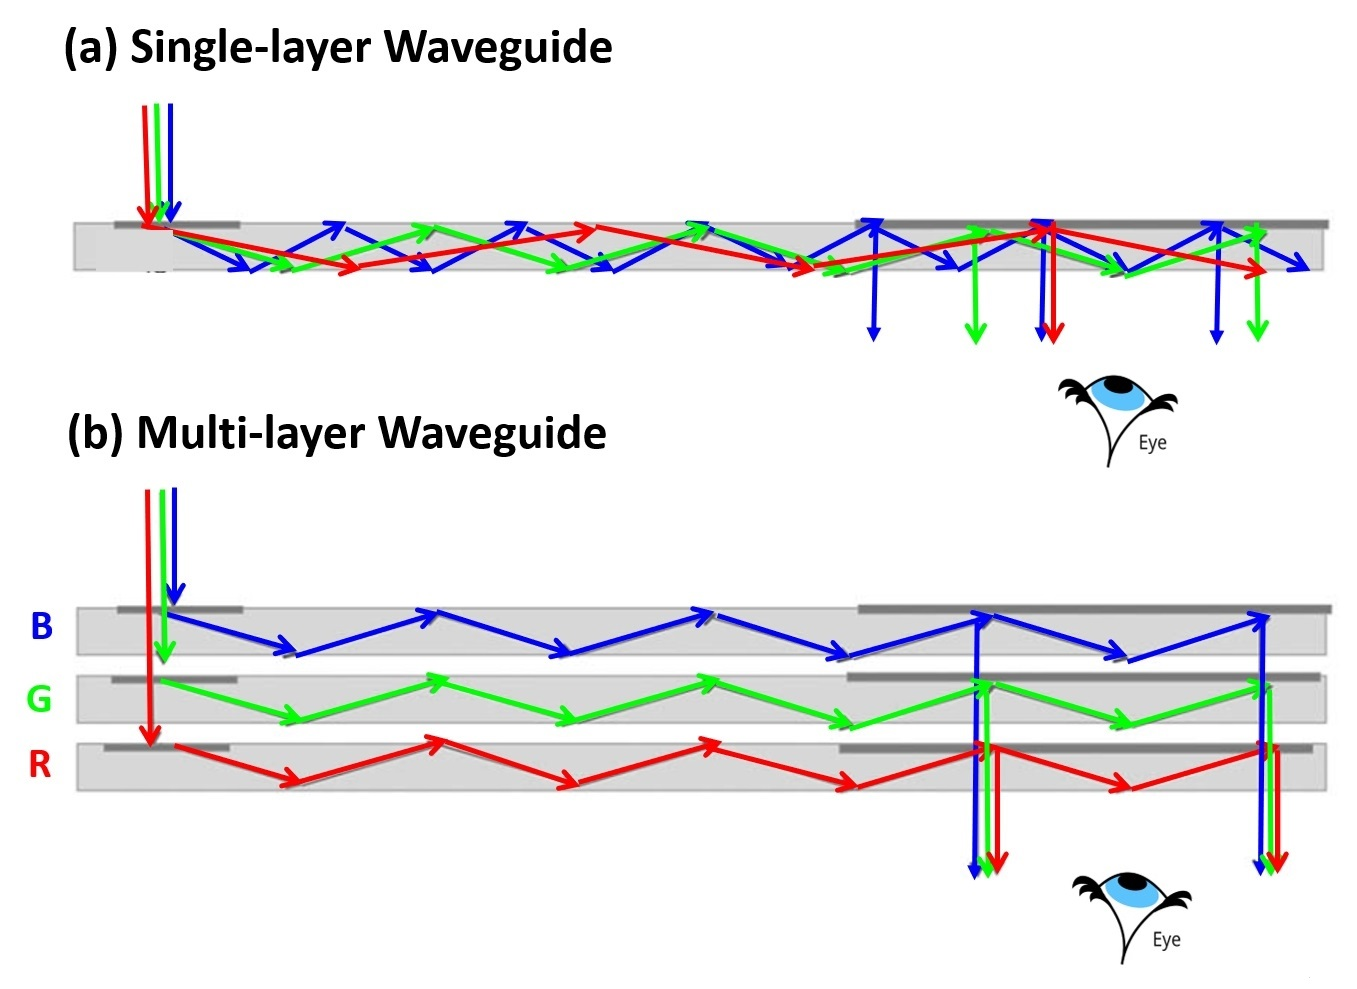 (a) Single-layer Waveguide
Eye
(b) Multi-layer Waveguide
B
G
R
Eye